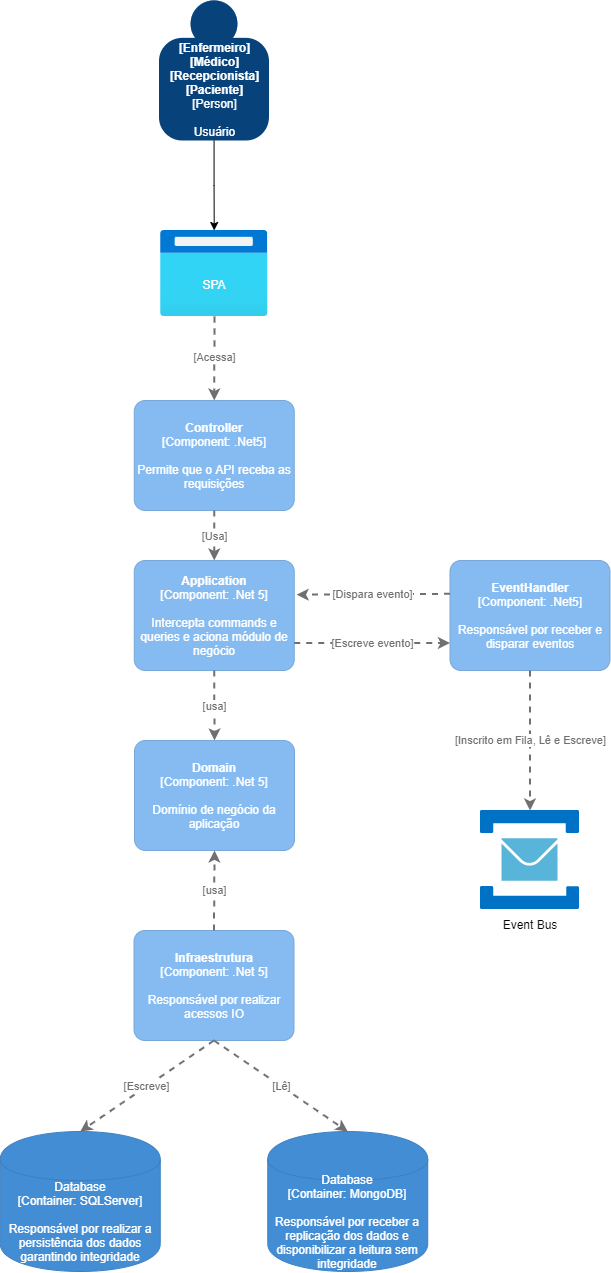 [Enfermeiro]
[Médico]
[Recepcionista]
[Paciente]
[Person]
Usuário
SPA
[Acessa]
Controller
[Component: .Net5]
Permite que o API receba as
requisições
[Usa]
Application
[Component: .Net 5]
Intercepta commands e
queries e aciona módulo de
negócio
[Dispara evento]
[Escreve evento]
EventHandler
[Component: .Net5]
Responsável por receber e
disparar eventos
[usa]
[Inscrito em Fila, Lê e Escreve]
Domain
[Component: .Net 5]
Domínio de negócio da
aplicação
Event Bus
[usa]
Infraestrutura
[Component: .Net 5]
Responsável por realizar
acessos IO
[Escreve]
[Lê]
Database
[Container: SQLServer]
Responsável por realizar a
persistência dos dados
garantindo integridade
Database
[Container: MongoDB]
Responsável por receber a
replicação dos dados e
disponibilizar a leitura sem
integridade